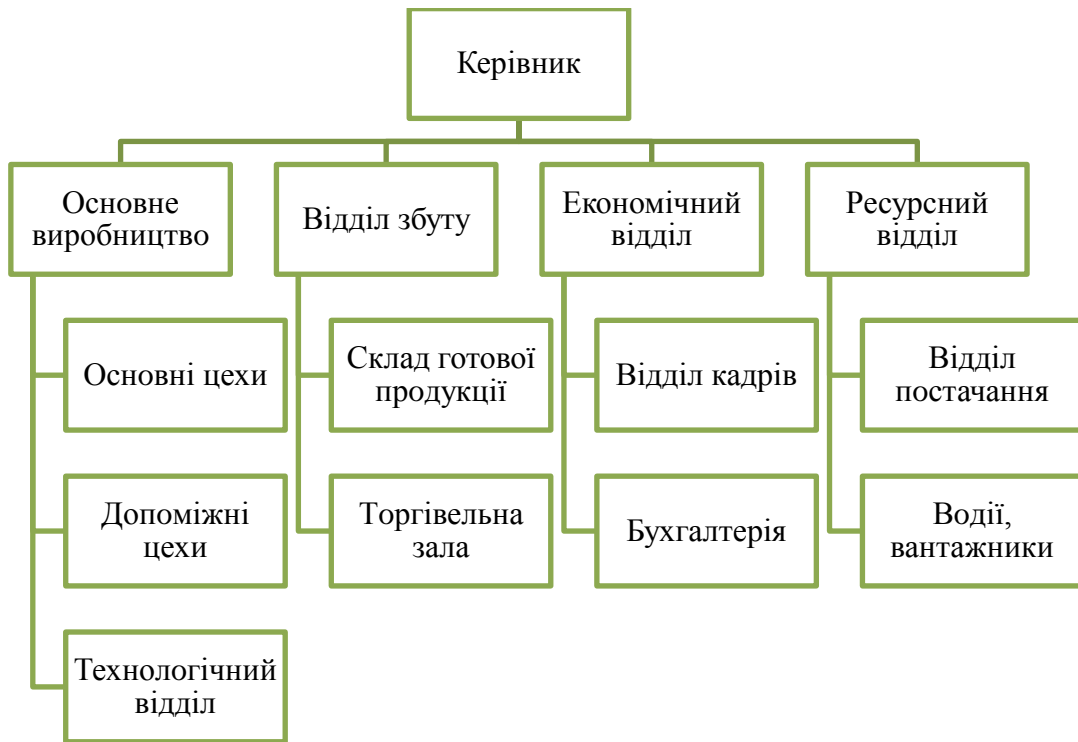 Керівник
Основне
виробництво
Відділ збуту
Економічний
відділ
Ресурсний
відділ
Основні цехи
Склад готової
продукції
Відділ кадрів
Відділ
постачання
Допоміжні
цехи
Торгівельна
зала
Бухгалтерія
Водії,
вантажники
Технологічний
відділ